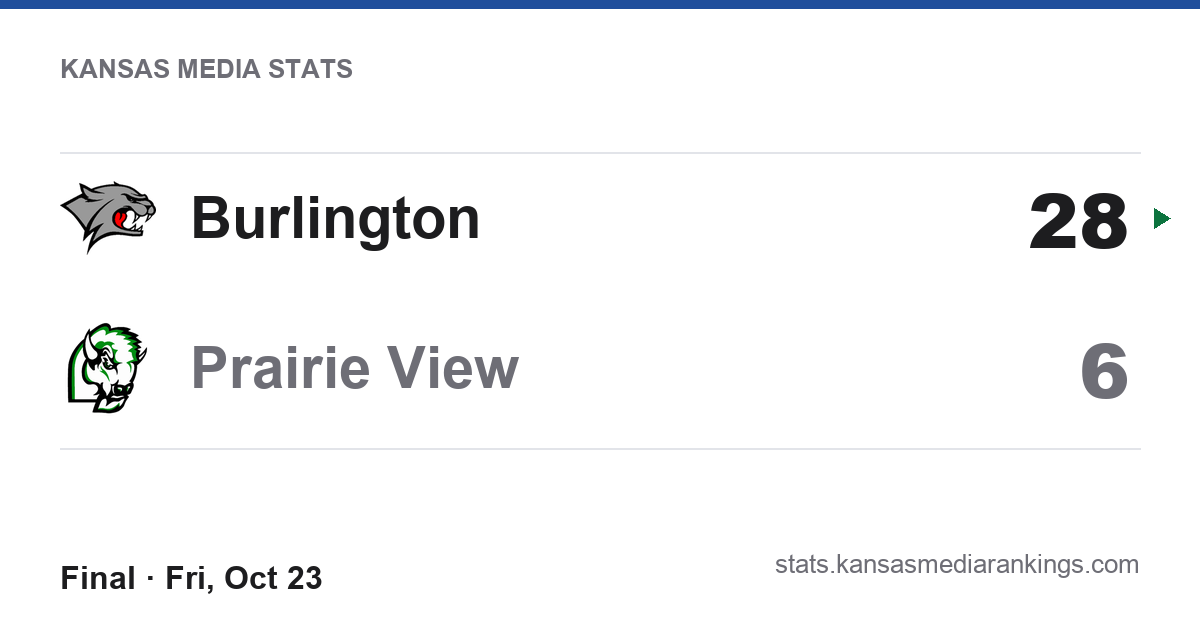 KANSAS MEDIA STATS
Burlington 28
Prairie View 6
Final · Fri, Oct 23
stats.kansasmediarankings.com